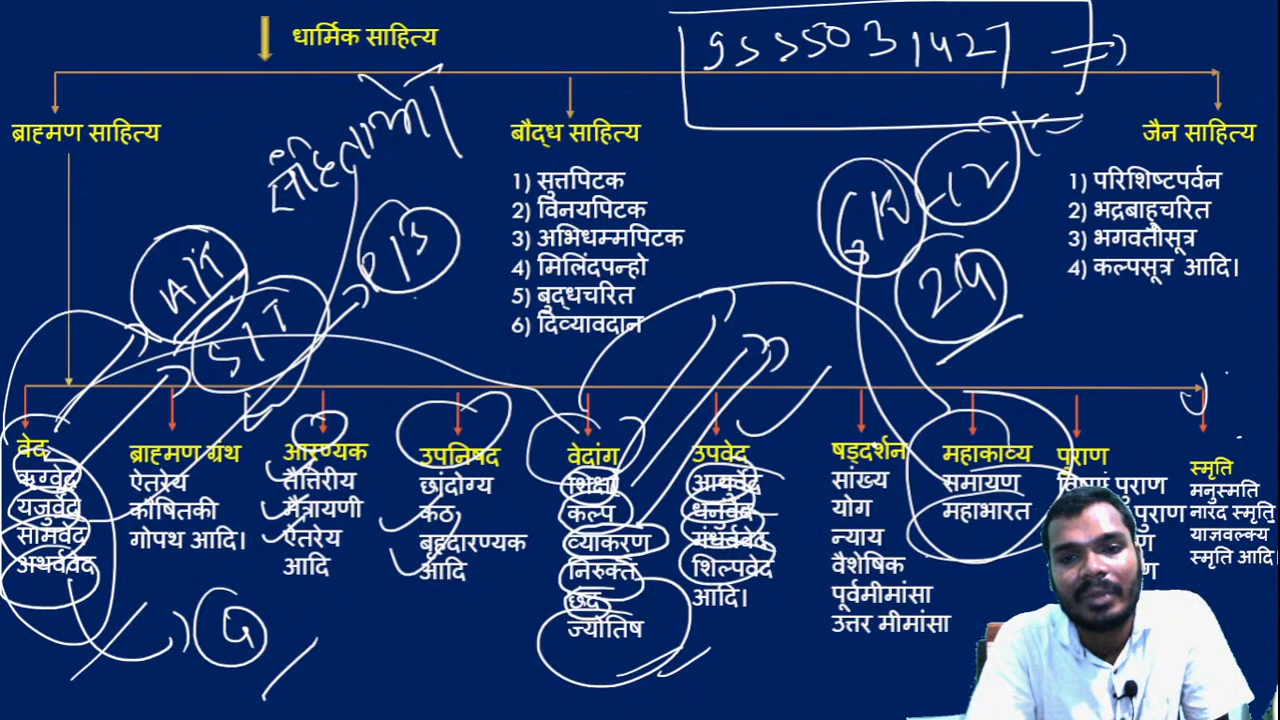 धार्मिक साहित्य
9555031427
ब्राह्मण साहित्य
बौद्ध साहित्य
जैन साहित्य
संहिताओं
1) सुत्तपिटक
2) विनयपिटक
3) अभिधम्मपिटक
4) मिलिंदपन्हो
5) बुद्धचरित
6) दिव्यावदान
1) परिशिष्टपर्वन
2) भद्रबाहुचरित
3) भगवतीसूत्र
4) कल्पसूत्र आदि।
वेद
ऋग्वेद
यजुर्वेद
सामवेद
अथर्ववेद
ब्राह्मण ग्रंथ
ऐतरेय
कौषितकी
गोपथ आदि।
आरण्यक
तैत्तिरीय
मैत्रायणी
ऐतरेय
आदि
उपनिषद
छांदोग्य
कठ
बृहदारण्यक
आदि
वेदांग
शिक्षा
कल्प
व्याकरण
निरुक्त
छंद
ज्योतिष
उपवेद
आयुर्वेद
धनुर्वेद
गंधर्ववेद
शिल्पवेद
आदि।
षड्दर्शन
सांख्य
योग
न्याय
वैशेषिक
पूर्वमीमांसा
उत्तर मीमांसा
महाकाव्य
रामायण
महाभारत
पुराण
पुराण
पुराण
स्मृति
मनुस्मति
नारद स्मृति
याज्ञवल्क्य
स्मृति आदि